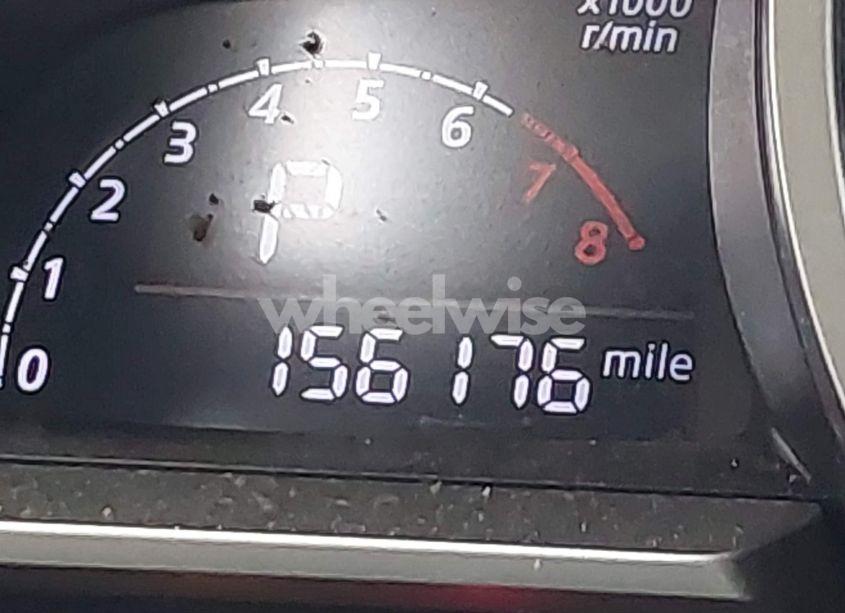 x1000
r/min
4 5
3 6
2 7
P
8
1
wheelwise
0 156176 mile